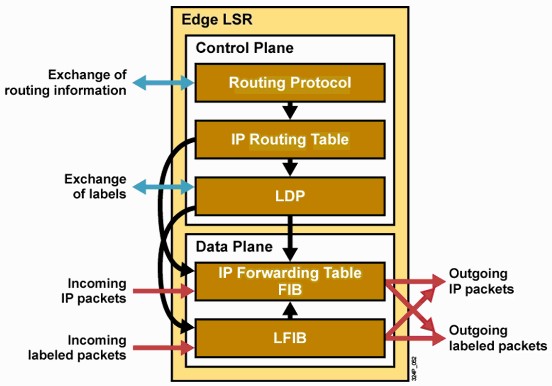 Edge LSR
Control Plane
Exchange of
routing information
Routing Protocol
IP Routing Table
Exchange
of labels
LDP
Data Plane
Incoming
IP packets
IP Forwarding Table
FIB
Outgoing
IP packets
Incoming
labeled packets
LFIB
Outgoing
labeled packets